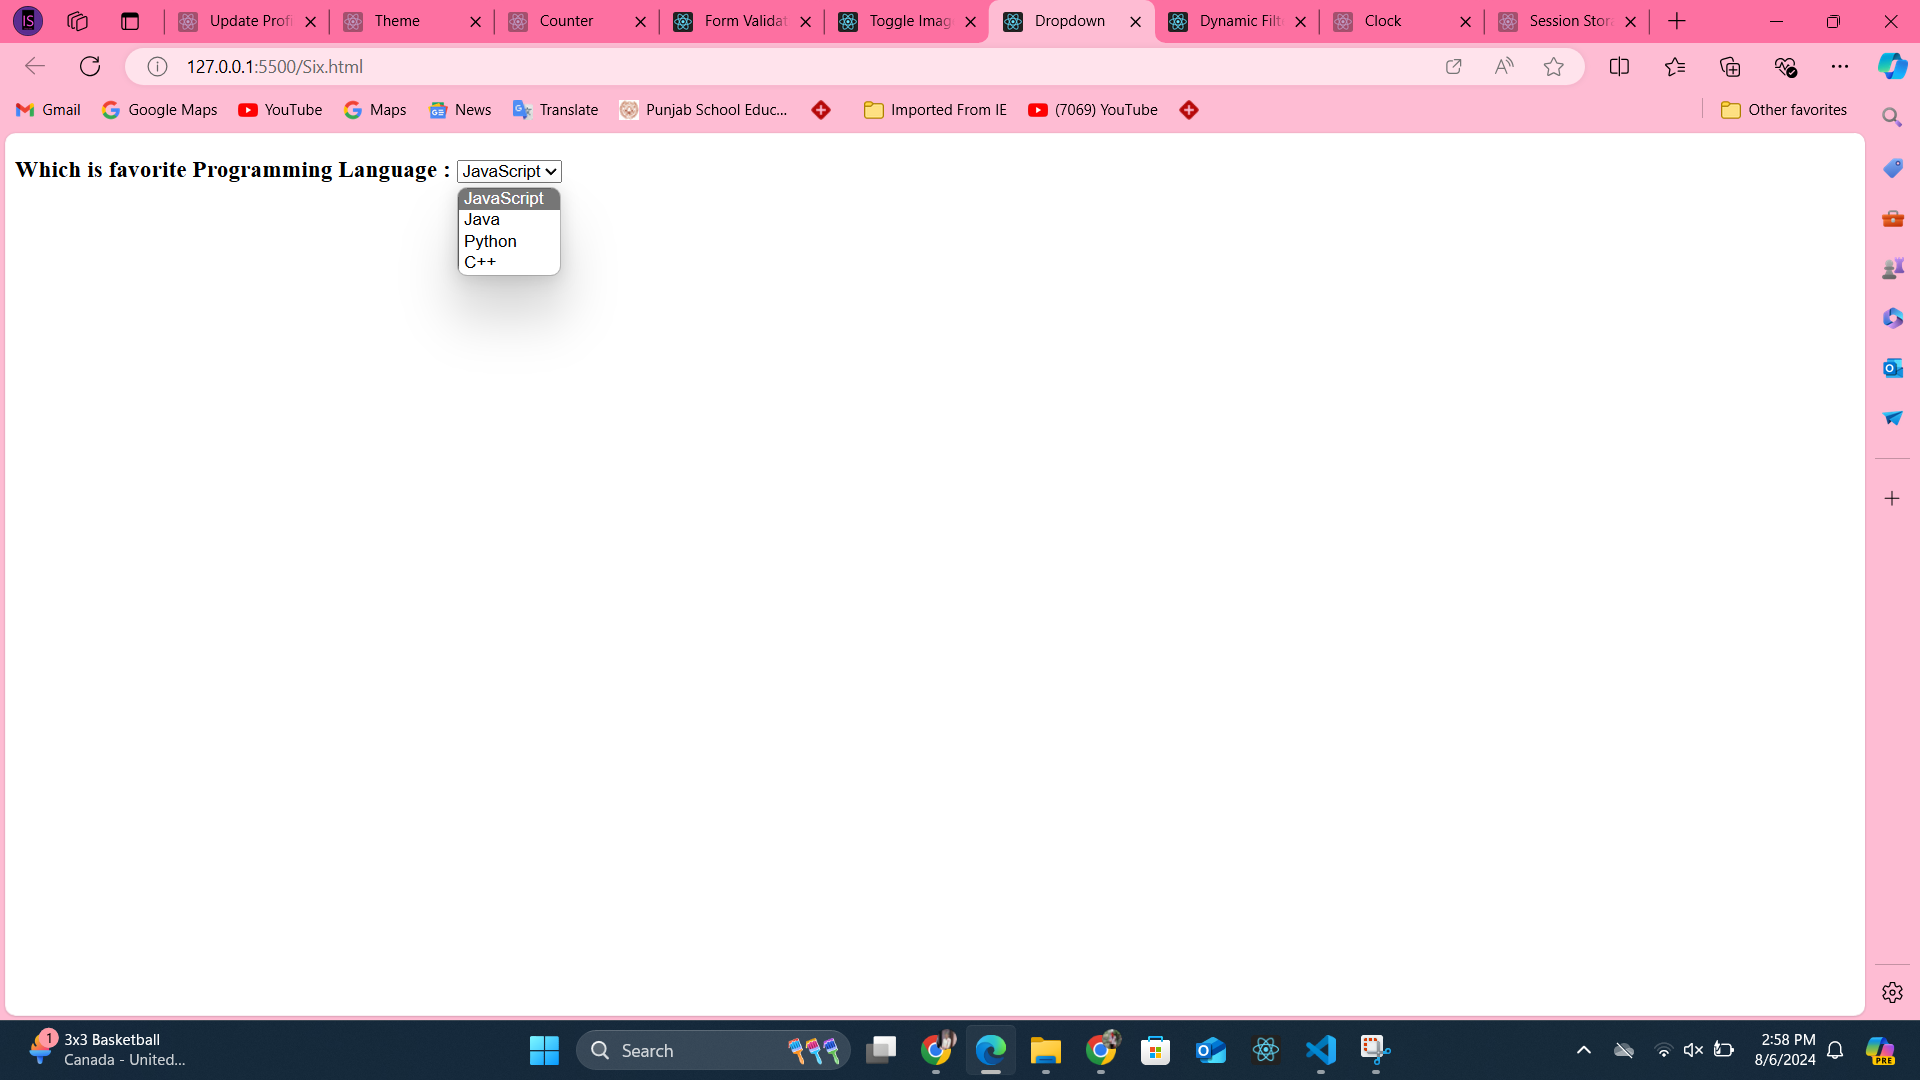 IS Update Profi Theme Counter Form Validat Toggle Imag Dropdown Dynamic Filt Clock Session Stor
127.0.0.1:5500/Six.html
Gmail Google Maps YouTube Maps News Translate Punjab School Educ... Imported From IE (7069) YouTube Other favorites
Which is favorite Programming Language : JavaScript
JavaScript
Java
Python
C++
1 3x3 Basketball
Canada - United...
Search
2:58 PM
8/6/2024
PRE